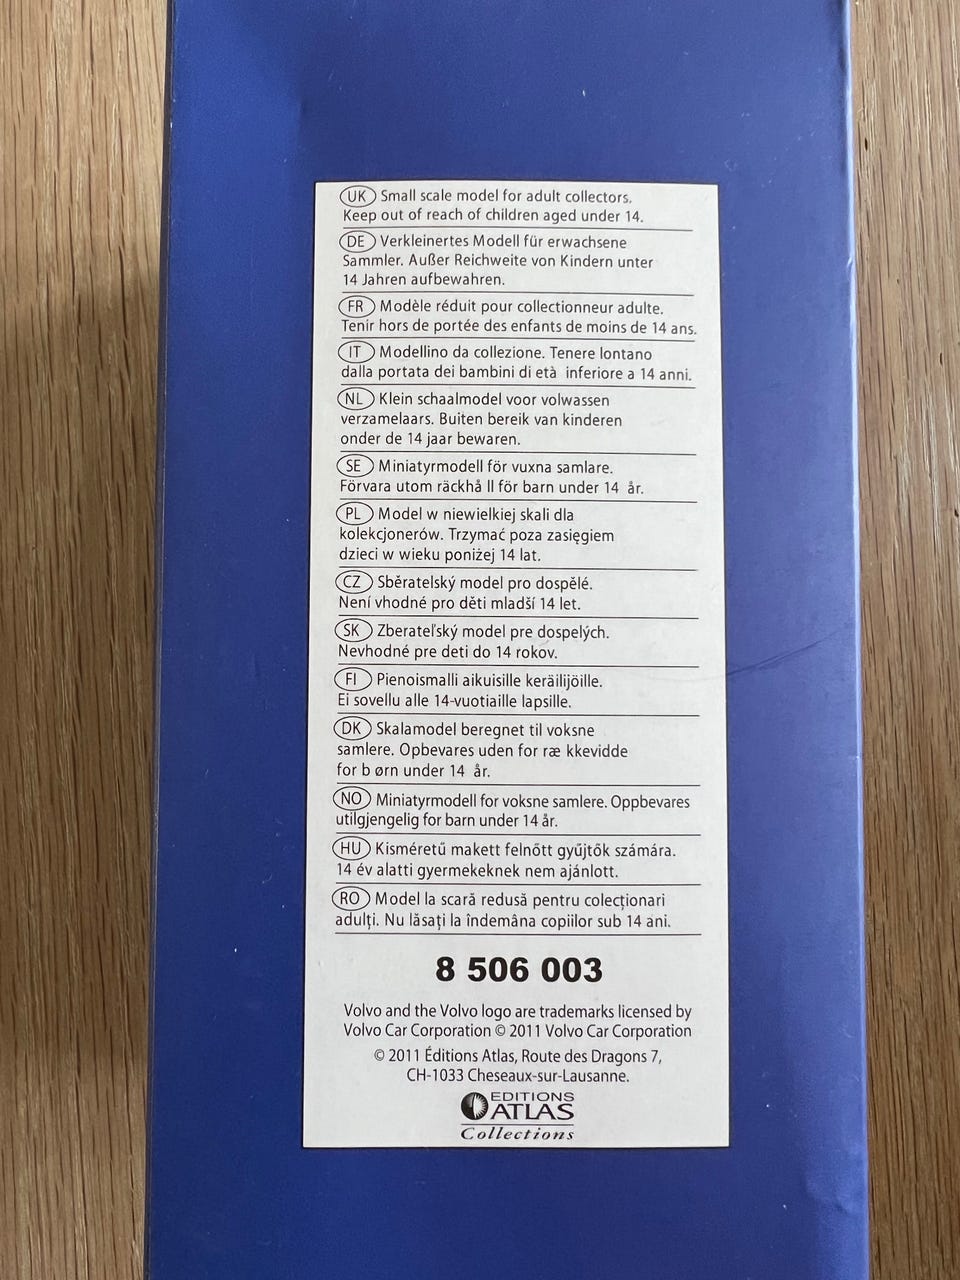 UK Small scale model for adult collectors.
Keep out of reach of children aged under 14.
DE Verkleinertes Modell für erwachsene
Sammler. Außer Reichweite von Kindern unter
14 Jahren aufbewahren.
FR Modèle réduit pour collectionneur adulte.
Tenir hors de portée des enfants de moins de 14 ans.
IT Modellino da collezione. Tenere lontano
dalla portata dei bambini di età inferiore a 14 anni.
NL Klein schaalmodel voor volwassen
verzamelaars. Buiten bereik van kinderen
onder de 14 jaar bewaren.
SE Miniatyrmodell för vuxna samlare.
Förvara utom räckhå ll för barn under 14 år.
PL Model w niewielkiej skali dla
kolekcjonerów. Trzymać poza zasięgiem
dzieci w wieku poniżej 14 lat.
CZ Sběratelský model pro dospělé.
Není vhodné pro děti mladší 14 let.
SK Zberateľský model pre dospelých.
Nevhodné pre deti do 14 rokov.
FI Pienoismalli aikuisille keräilijöille.
Ei sovellu alle 14-vuotiaille lapsille.
DK Skalamodel beregnet til voksne
samlere. Opbevares uden for ræ kkevidde
for b ørn under 14 år.
NO Miniatyrmodell for voksne samlere. Oppbevares
utilgjengelig for barn under 14 år.
HU Kisméretű makett felnőtt gyűjtők számára.
14 év alatti gyermekeknek nem ajánlott.
RO Model la scară redusă pentru colecționari
adulți. Nu lăsați la îndemâna copiilor sub 14 ani.
8 506 003
Volvo and the Volvo logo are trademarks licensed by
Volvo Car Corporation © 2011 Volvo Car Corporation
© 2011 Éditions Atlas, Route des Dragons 7,
CH-1033 Cheseaux-sur-Lausanne.
EDITIONS
ATLAS
Collections